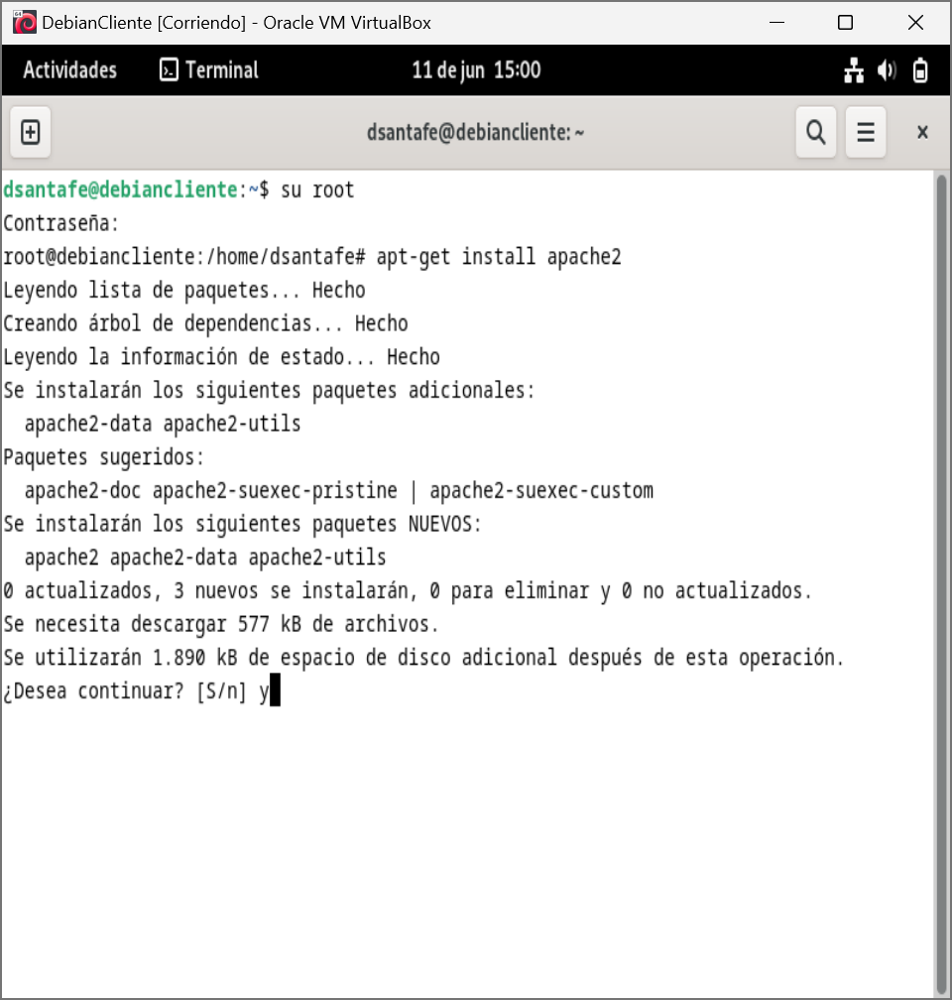 DebianCliente [Corriendo] - Oracle VM VirtualBox
Actividades Terminal 11 de jun 15:00
dsantafe@debiancliente: ~
dsantafe@debiancliente:~$ su root
Contraseña:
root@debiancliente:/home/dsantafe# apt-get install apache2
Leyendo lista de paquetes... Hecho
Creando árbol de dependencias... Hecho
Leyendo la información de estado... Hecho
Se instalarán los siguientes paquetes adicionales:
  apache2-data apache2-utils
Paquetes sugeridos:
  apache2-doc apache2-suexec-pristine | apache2-suexec-custom
Se instalarán los siguientes paquetes NUEVOS:
  apache2 apache2-data apache2-utils
0 actualizados, 3 nuevos se instalarán, 0 para eliminar y 0 no actualizados.
Se necesita descargar 577 kB de archivos.
Se utilizarán 1.890 kB de espacio de disco adicional después de esta operación.
¿Desea continuar? [S/n] y